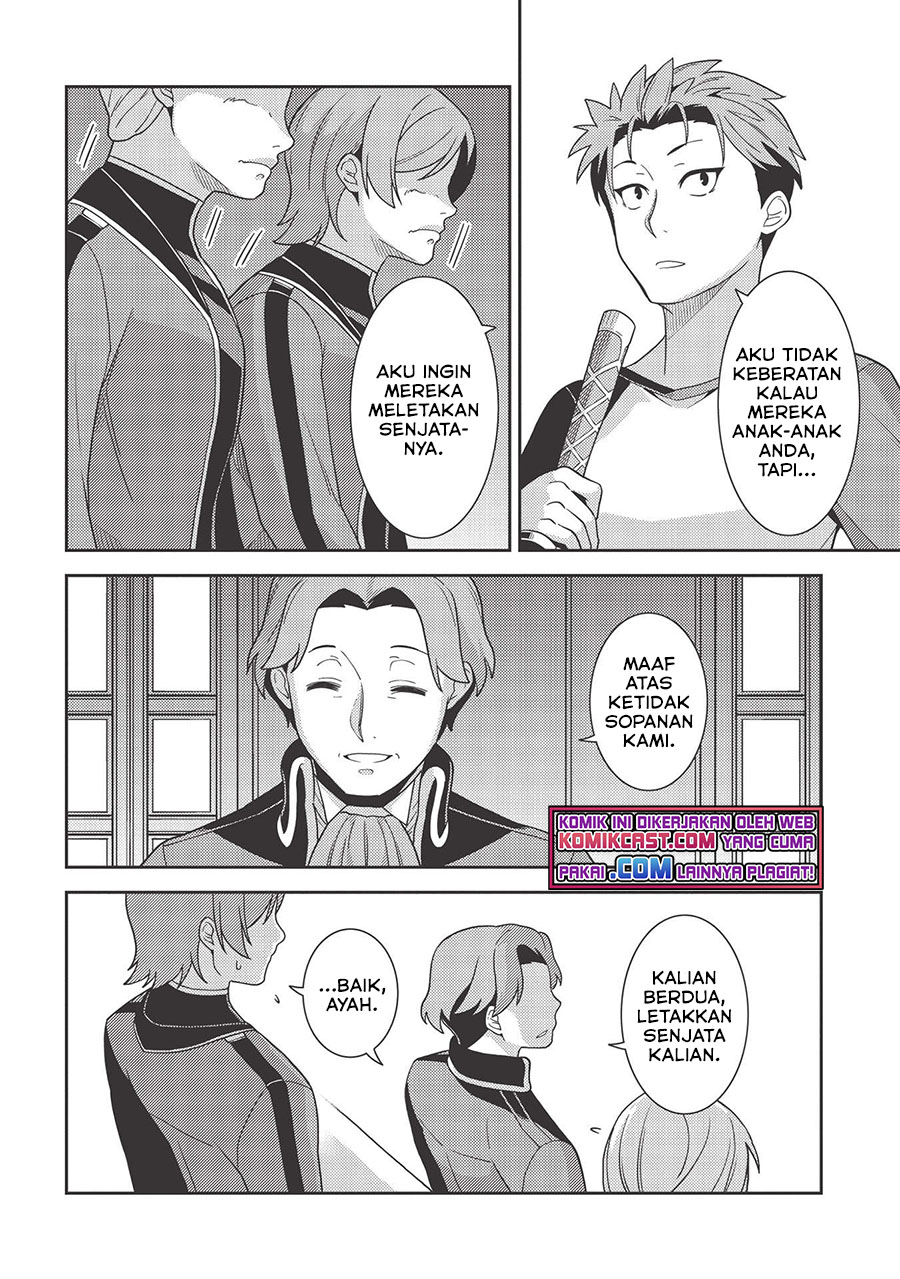 AKU TIDAK
KEBERATAN
KALAU
MEREKA
ANAK-ANAK
ANDA,
TAPI...
AKU INGIN
MEREKA
MELETAKAN
SENJATA-
NYA.
MAAF
ATAS
KETIDAK
SOPANAN
KAMI.
KOMIK INI DIKERJAKAN OLEH WEB
KOMIKCAST.COM YANG CUMA
PAKAI .COM LAINNYA PLAGIAT!
KALIAN
BERDUA,
LETAKKAN
SENJATA
KALIAN.
...BAIK,
AYAH.